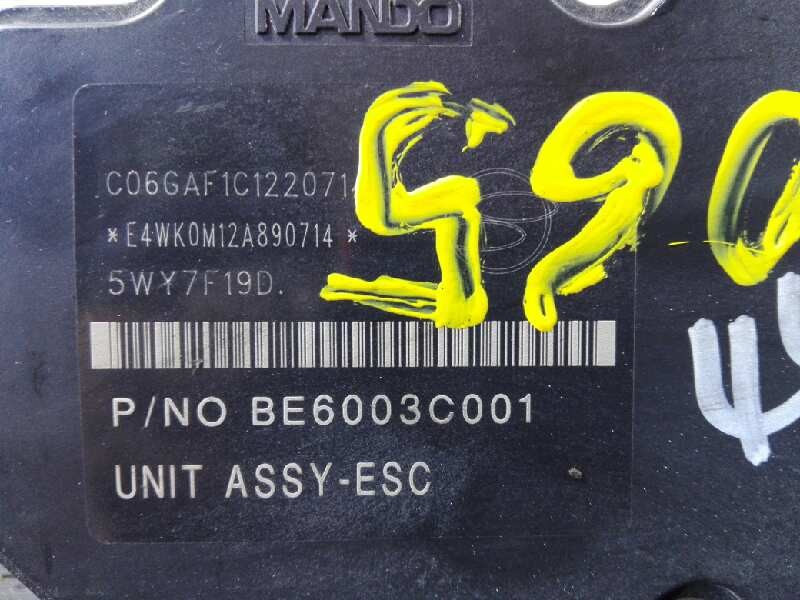 MANDO
C06GAF1C122071
*E4WK0M12A890714*
5WY7F19D.
P/NO BE6003C001
UNIT ASSY-ESC